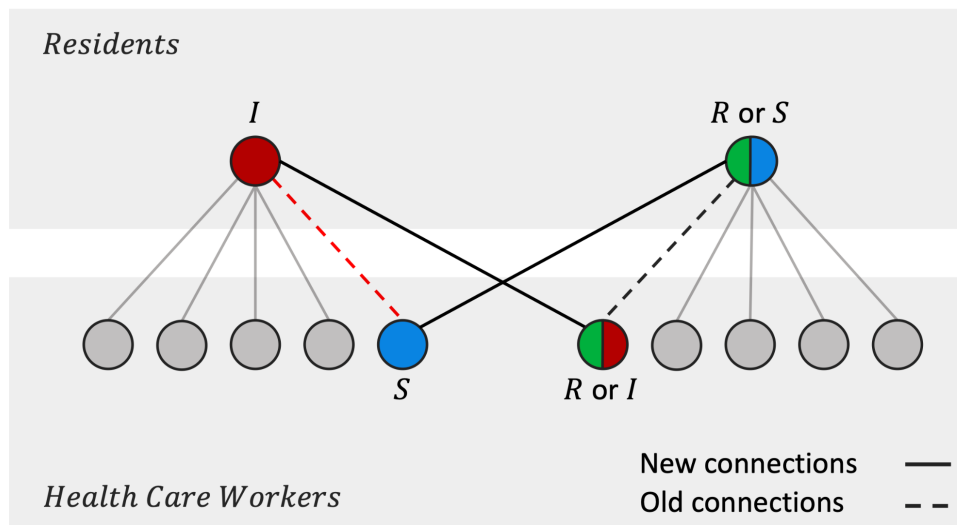 Residents
I
R or S
S
R or I
New connections
Old connections
Health Care Workers